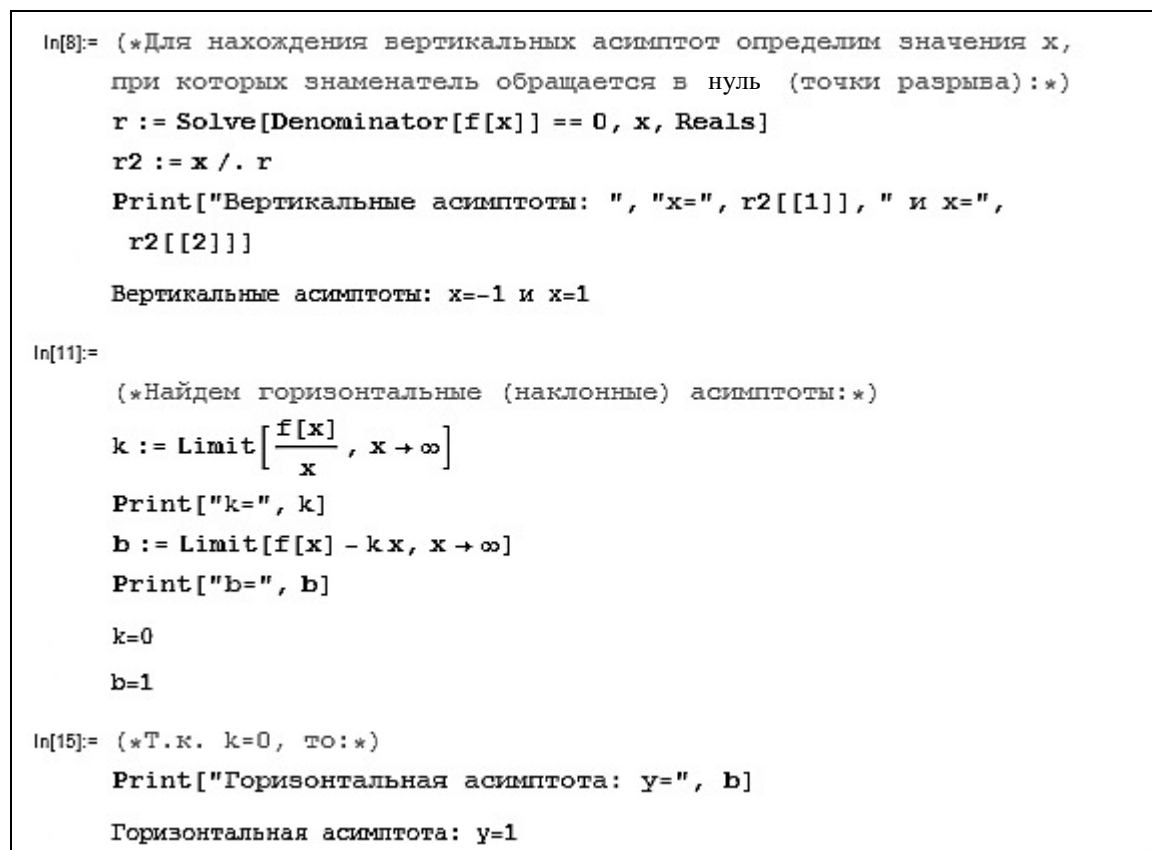 In[8]:= (*Для нахождения вертикальных асимптот определим значения x,
при которых знаменатель обращается в нуль (точки разрыва):*)
r := Solve[Denominator[f[x]] == 0, x, Reals]
r2 := x /. r
Print["Вертикальные асимптоты: ", "x=", r2[[1]], " и x=",
r2[[2]]]
Вертикальные асимптоты: x=-1 и x=1
In[11]:=
(*Найдем горизонтальные (наклонные) асимптоты:*)
k := Limit[f[x]/x, x → ∞]
Print["k=", k]
b := Limit[f[x] - k x, x → ∞]
Print["b=", b]
k=0
b=1
In[15]:= (*Т.к. k=0, то:*)
Print["Горизонтальная асимптота: y=", b]
Горизонтальная асимптота: y=1